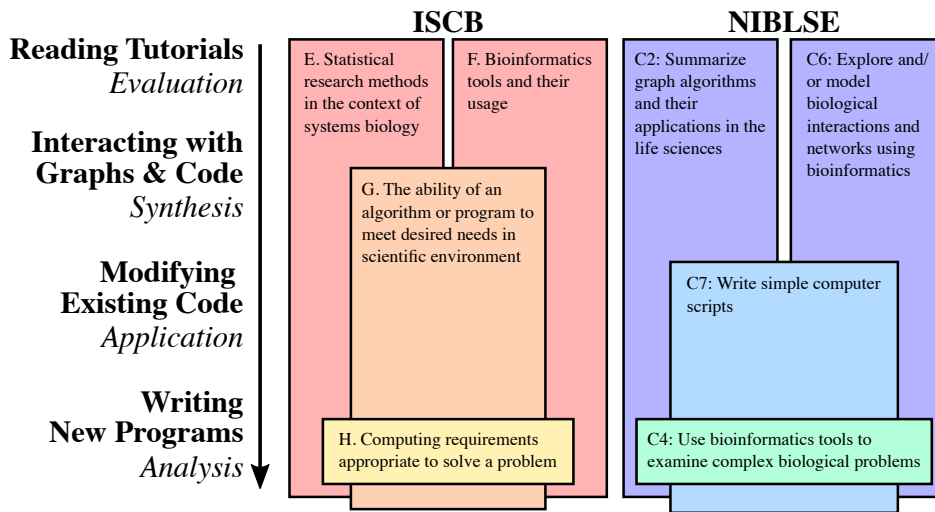 ISCB
NIBLSE
Reading Tutorials
Evaluation
Interacting with
Graphs & Code
Synthesis
Modifying
Existing Code
Application
Writing
New Programs
Analysis
E. Statistical
research methods
in the context of
systems biology
F. Bioinformatics
tools and their
usage
G. The ability of an
algorithm or program to
meet desired needs in
scientific environment
H. Computing requirements
appropriate to solve a problem
C2: Summarize
graph algorithms
and their
applications in the
life sciences
C6: Explore and/
or model
biological
interactions and
networks using
bioinformatics
C7: Write simple computer
scripts
C4: Use bioinformatics tools to
examine complex biological problems